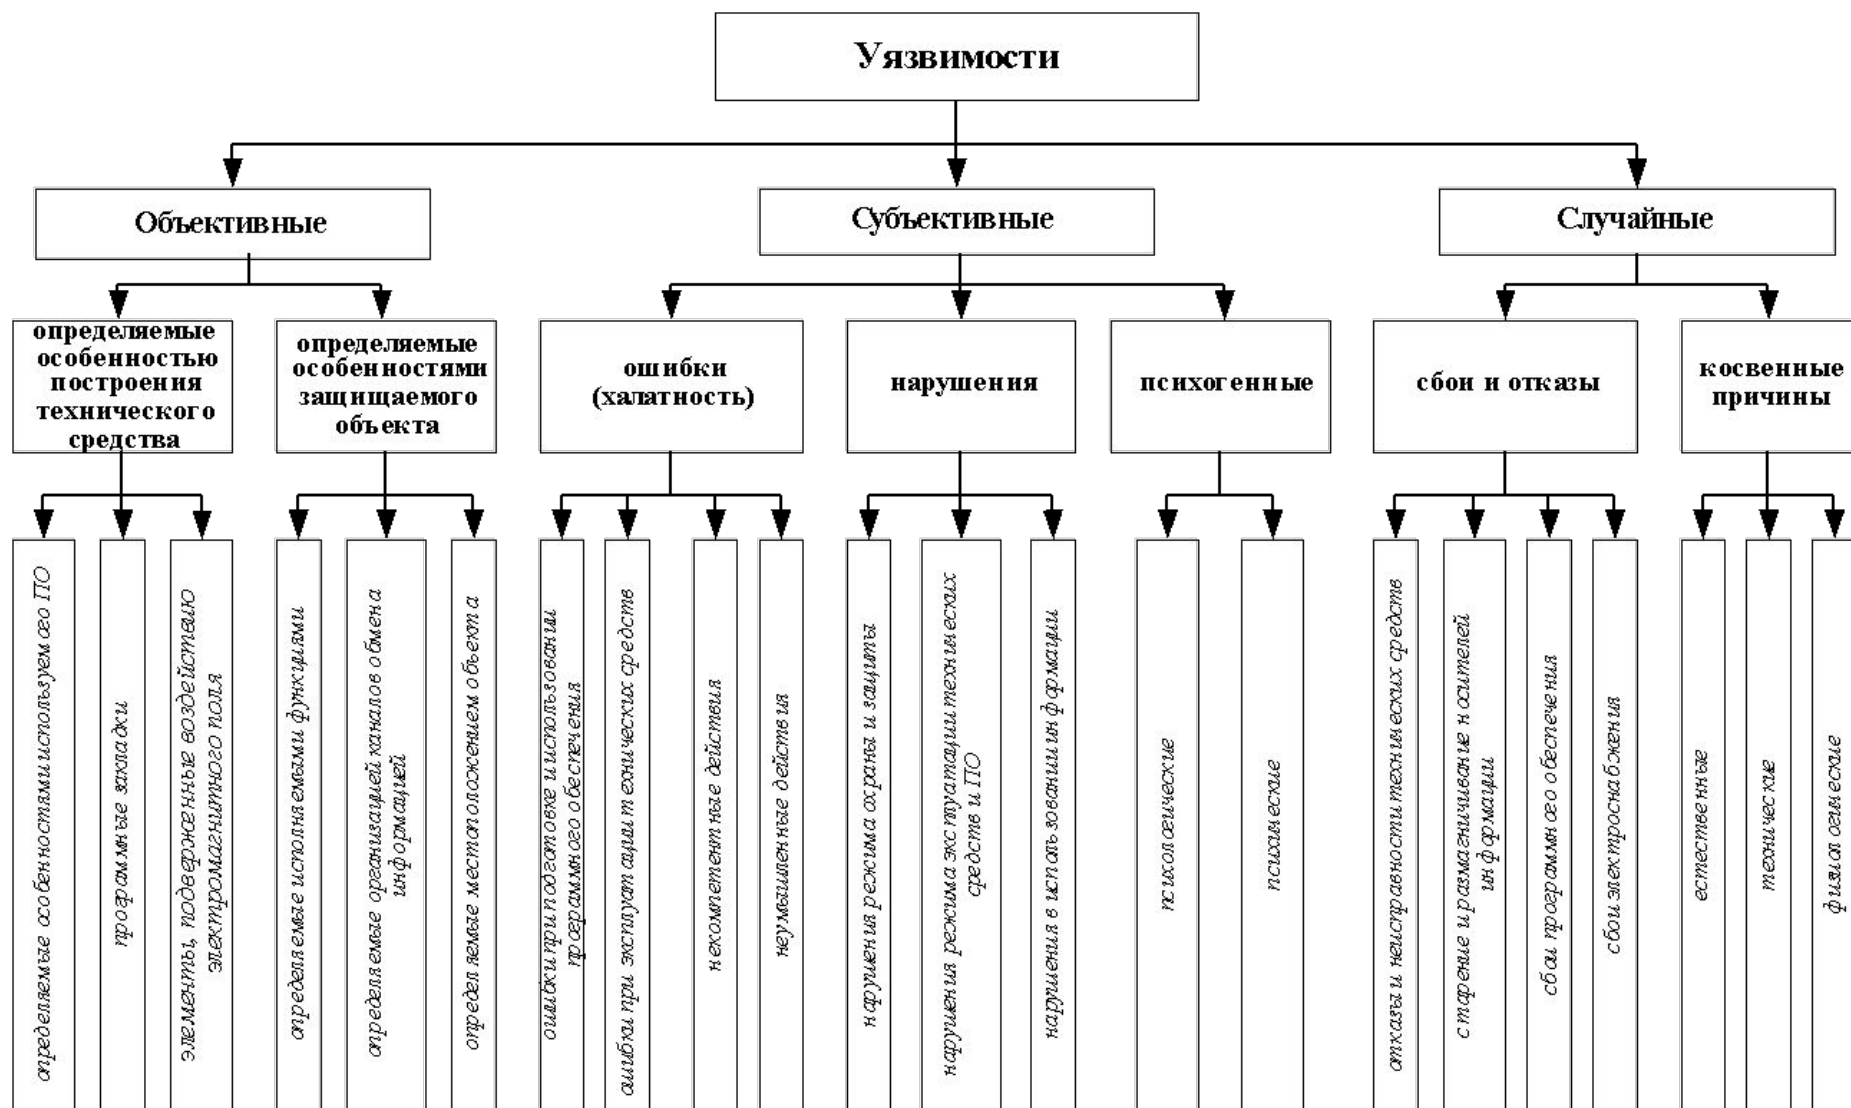 Уязвимости
Объективные
Субъективные
Случайные
определяемые
особенностью
построения
технического
средства
определяемые
особенностями
защищаемого
объекта
ошибки
(халатность)
нарушения
психогенные
сбои и отказы
косвенные
причины
определяемые особенностями используемого ПО
программные закладки
элементы, подверженные воздействию
электромагнитного поля
определяемые исполняемыми функциями
определяемые организацией каналов обмена
информацией
определяемые местоположением объекта
ошибки при подготовке и использовании
программного обеспечения
ошибки при эксплуатации технических средств
некомпетентные действия
неумышленные действия
нарушения режима охраны и защиты
нарушения режима эксплуатации технических
средств и ПО
нарушения в использовании информации
психологические
психические
отказы и неисправности технических средств
старение и размагничивание носителей
информации
сбои программного обеспечения
сбои электроснабжения
естественные
технические
физиологические